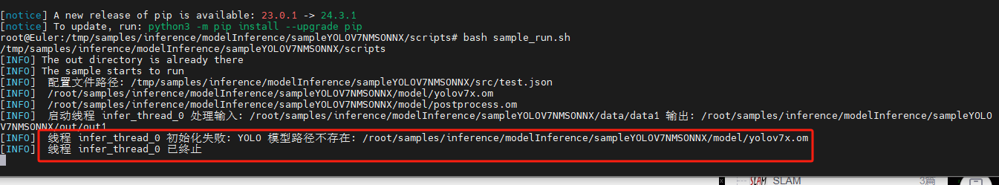 [notice] A new release of pip is available: 23.0.1 -> 24.3.1
[notice] To update, run: python3 -m pip install --upgrade pip
root@Euler:/tmp/samples/inference/modelInference/sampleYOLOV7NMSONNX/scripts# bash sample_run.sh
/tmp/samples/inference/modelInference/sampleYOLOV7NMSONNX/scripts
[INFO] The out directory is already there
[INFO] The sample starts to run
[INFO] 配置文件路径: /tmp/samples/inference/modelInference/sampleYOLOV7NMSONNX/src/test.json
[INFO] /root/samples/inference/modelInference/sampleYOLOV7NMSONNX/model/yolov7x.om
[INFO] /root/samples/inference/modelInference/sampleYOLOV7NMSONNX/model/postprocess.om
[INFO] 启动线程 infer_thread_0 处理输入: /root/samples/inference/modelInference/sampleYOLOV7NMSONNX/data/data1 输出: /root/samples/inference/modelInference/sampleYOLO
V7NMSONNX/out/out1
[INFO] 线程 infer_thread_0 初始化失败: YOLO 模型路径不存在: /root/samples/inference/modelInference/sampleYOLOV7NMSONNX/model/yolov7x.om
[INFO] 线程 infer_thread_0 已终止
SLAM SLAM 3篇